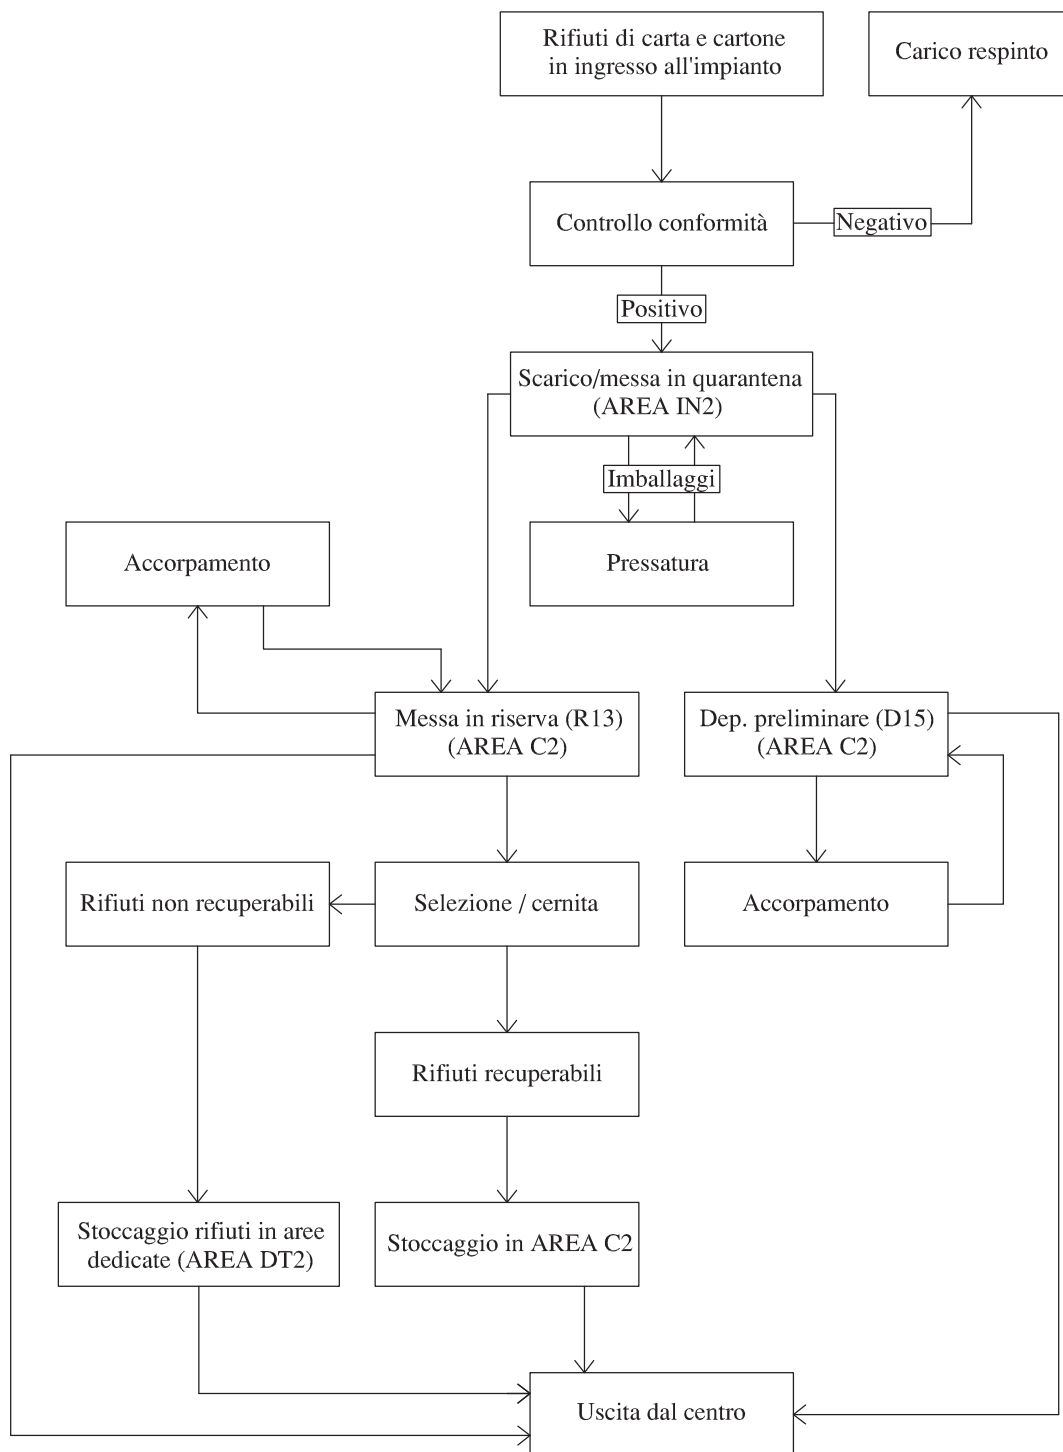 Rifiuti di carta e cartone
in ingresso all'impianto
Carico respinto
Controllo conformità
Negativo
Positivo
Scarico/messa in quarantena
(AREA IN2)
Imballaggi
Accorpamento
Pressatura
Messa in riserva (R13)
(AREA C2)
Dep. preliminare (D15)
(AREA C2)
Rifiuti non recuperabili
Selezione / cernita
Accorpamento
Rifiuti recuperabili
Stoccaggio rifiuti in aree
dedicate (AREA DT2)
Stoccaggio in AREA C2
Uscita dal centro